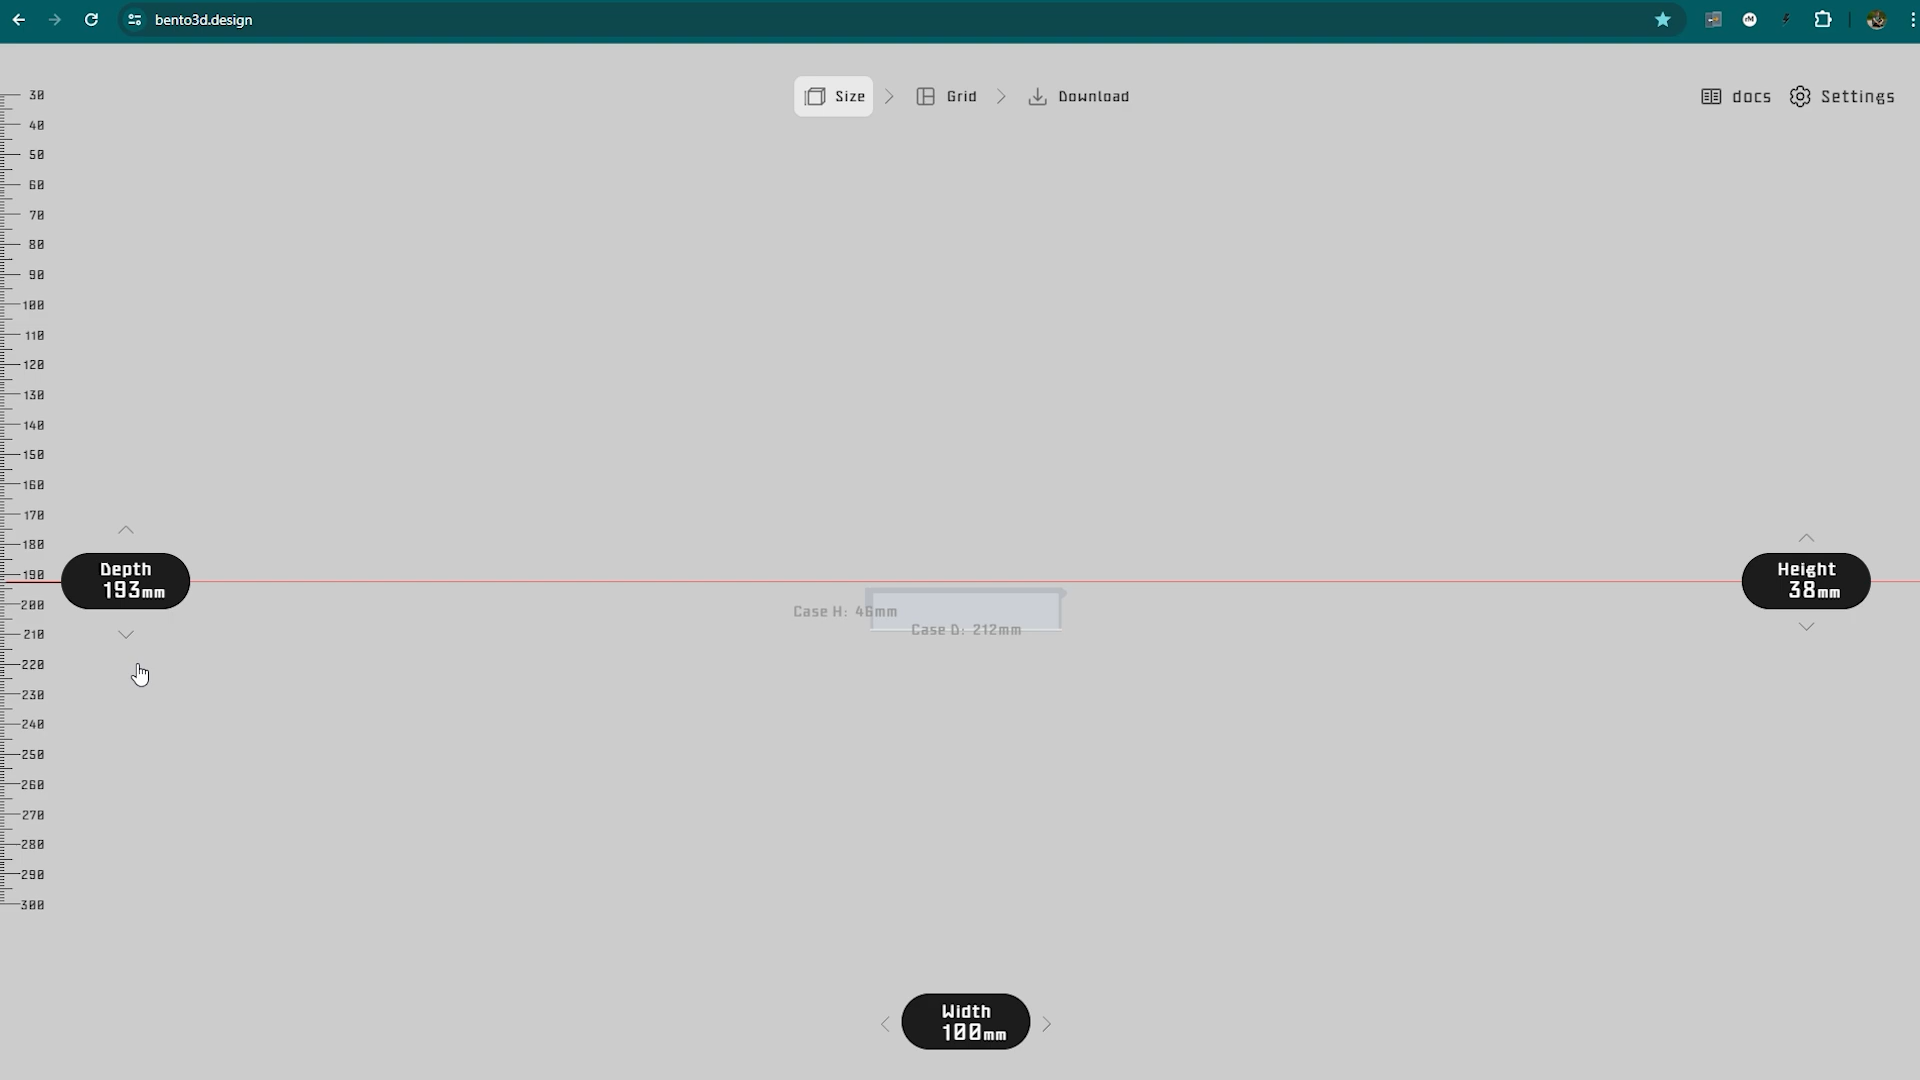 bento3d.design
Size
Grid
Download
docs
Settings
30
40
50
60
70
80
90
100
110
120
130
140
150
160
170
180
190
200
210
220
230
240
250
260
270
280
290
300
Depth
193mm
Height
38mm
Case H: 46mm
Case D: 212mm
Width
100mm